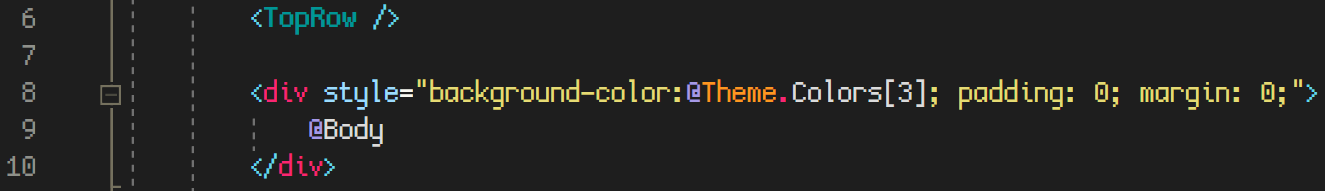 6 <TopRow />
7
8 <div style="background-color:@Theme.Colors[3]; padding: 0; margin: 0;">
9 @Body
10 </div>